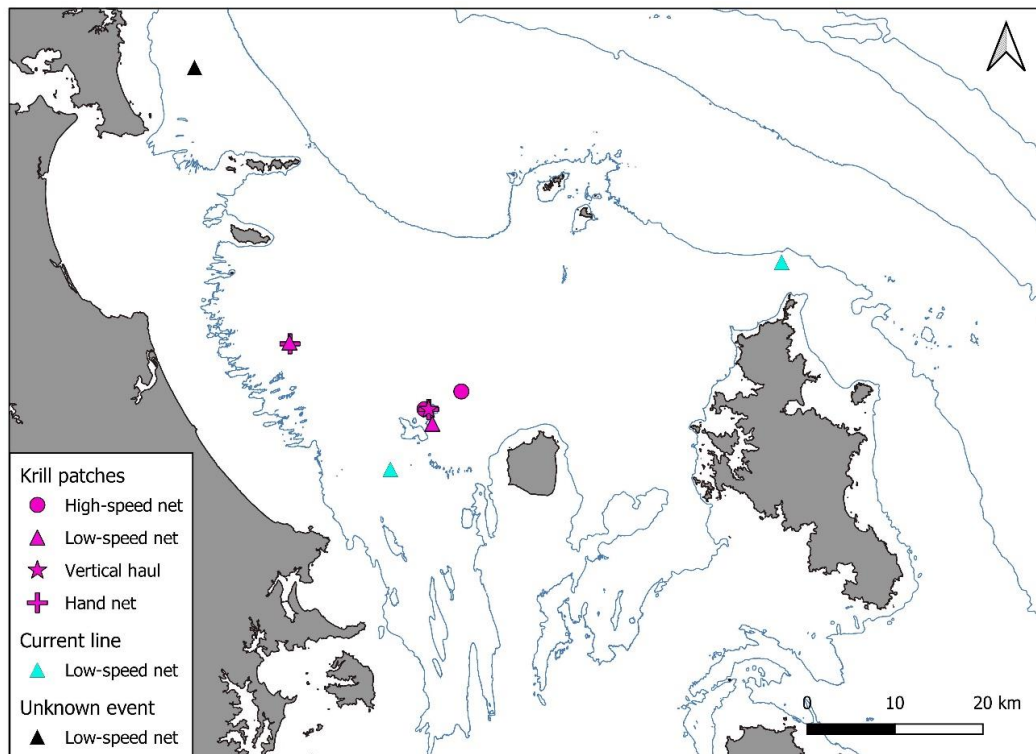 Krill patches
High-speed net
Low-speed net
Vertical haul
Hand net
Current line
Low-speed net
Unknown event
Low-speed net
0 10 20 km